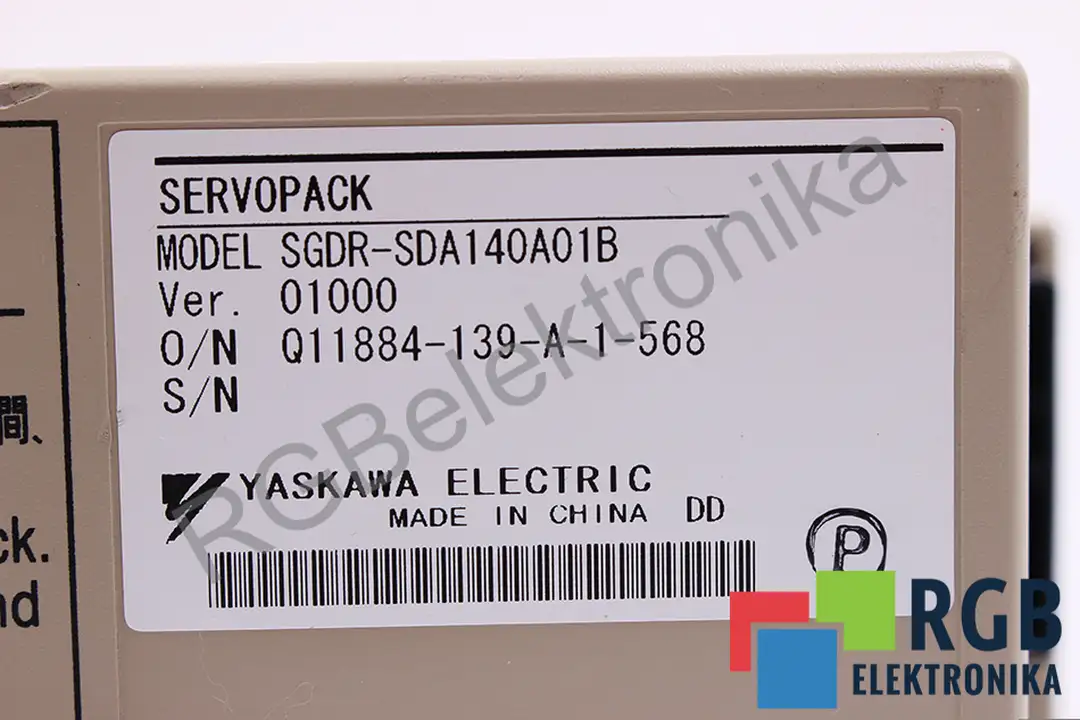 SERVOPACK
MODEL SGDR-SDA140A01B
Ver. 01000
O/N Q11884-139-A-1-568
S/N
YASKAWA ELECTRIC
MADE IN CHINA DD
P
間、
ck.
nd
RGBelektronika
RGB
ELEKTRONIKA